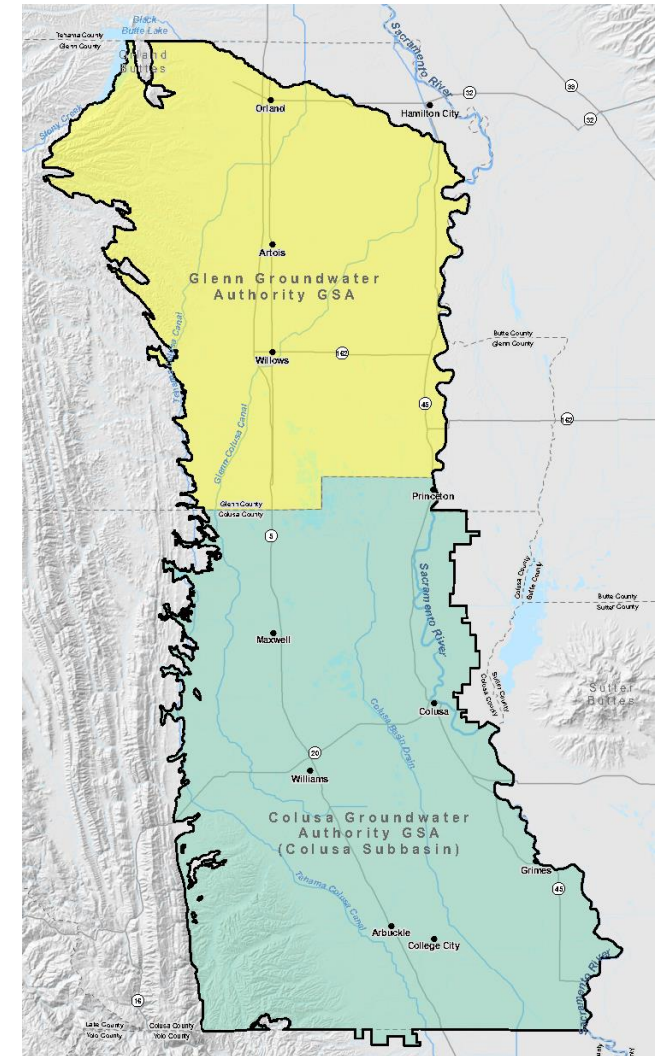 Black
Butte Lake
Tehama County
Glenn County
Orland
Buttes
Sacramento River
Stony Creek
Orland
32
Hamilton City
99
32
Artois
Glenn Groundwater
Authority GSA
Tehama Colusa Canal
Butte County
Glenn County
Willows
162
45
162
Glenn Colusa Canal
Princeton
Glenn County
Colusa County
5
Sacramento River
Colusa County
Butte County
Butte County
Sutter County
Maxwell
Sutter County
Colusa County
Sutter
Buttes
Colusa
Colusa Basin Drain
20
Williams
Colusa Groundwater
Authority GSA
(Colusa Subbasin)
Grimes
45
Tehama Colusa Canal
Arbuckle
College City
Sacramento River
16
Lake County
Yolo County
Colusa County
Yolo County